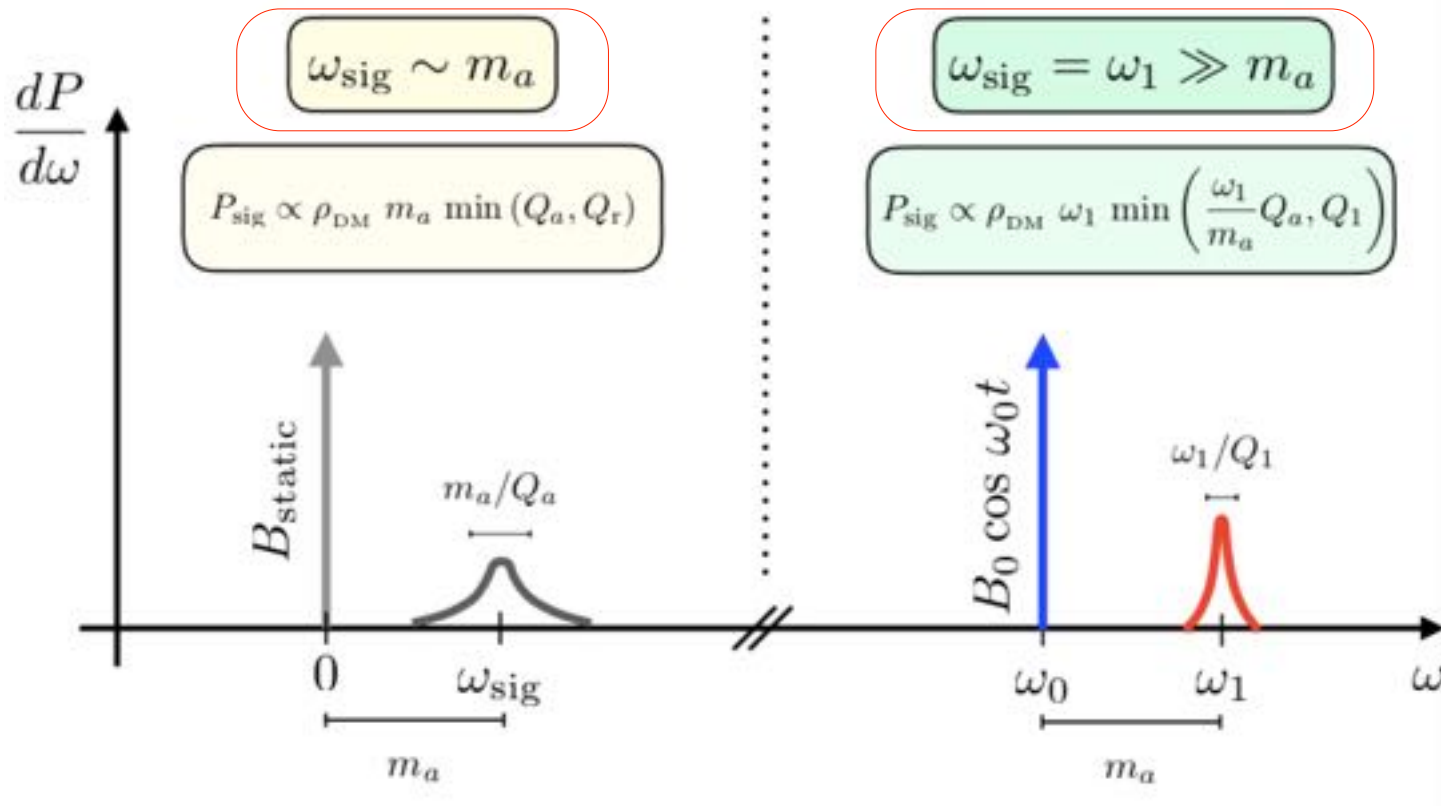 ω_sig ∼ m_a
ω_sig = ω_1 ≫ m_a
dP/dω
P_sig ∝ ρ_DM m_a min (Q_a, Q_r)
P_sig ∝ ρ_DM ω_1 min (ω_1/m_a Q_a, Q_1)
B_static
m_a/Q_a
B_0 cos ω_0 t
ω_1/Q_1
0
ω_sig
ω_0
ω_1
ω
m_a
m_a